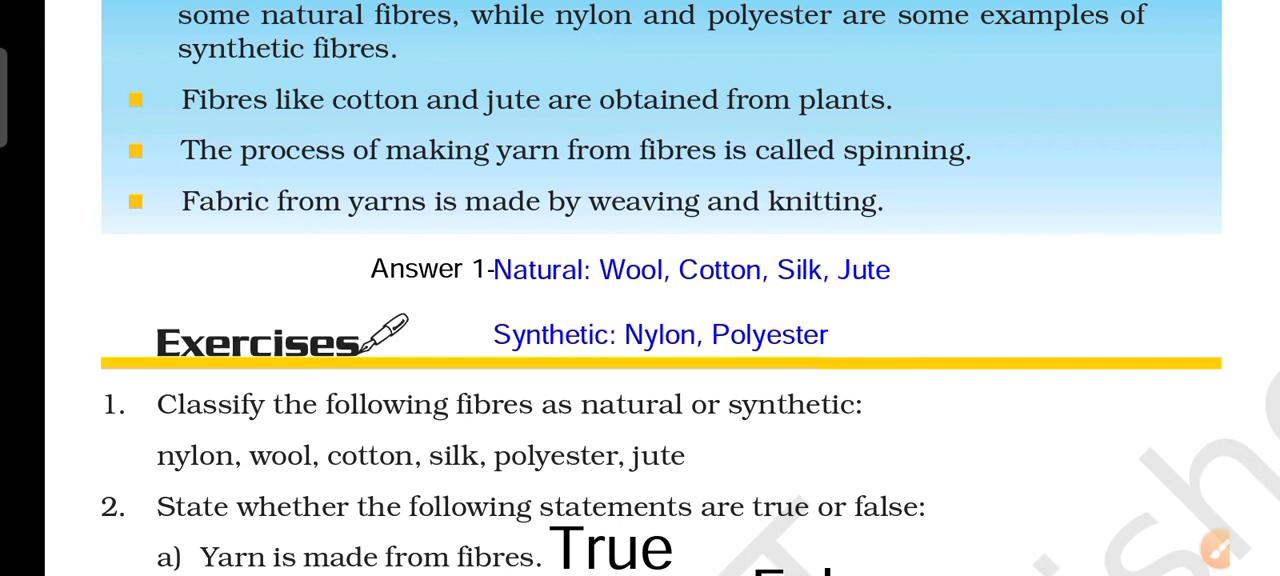 some natural fibres, while nylon and polyester are some examples of
synthetic fibres.
Fibres like cotton and jute are obtained from plants.
The process of making yarn from fibres is called spinning.
Fabric from yarns is made by weaving and knitting.
Answer 1-Natural: Wool, Cotton, Silk, Jute
Exercises
Synthetic: Nylon, Polyester
1. Classify the following fibres as natural or synthetic:
nylon, wool, cotton, silk, polyester, jute
2. State whether the following statements are true or false:
a) Yarn is made from fibres. True